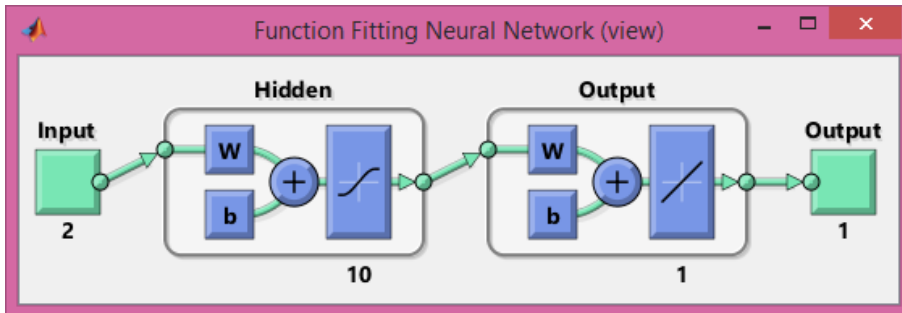 Function Fitting Neural Network (view)
Hidden
Output
Input
Output
W
b
+
W
b
+
2
10
1
1